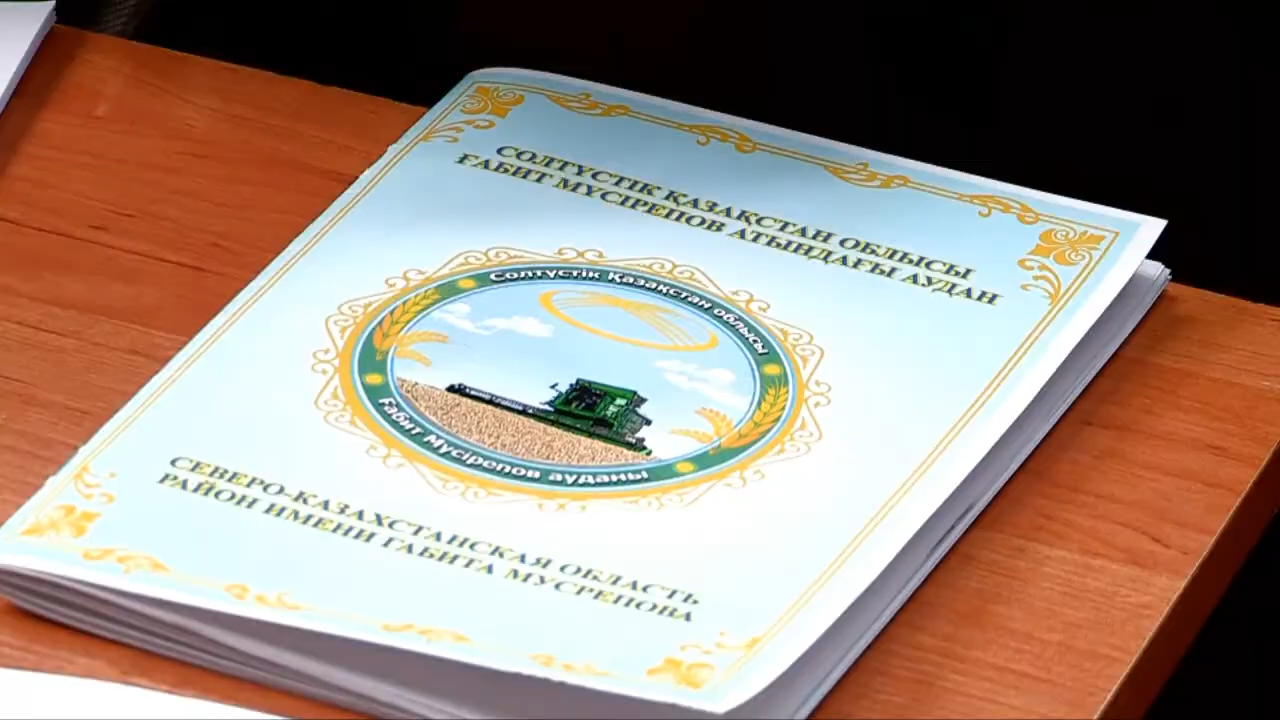 СОЛТҮСТІК ҚАЗАҚСТАН ОБЛЫСЫ
ҒАБИТ МҮСІРЕПОВ АТЫНДАҒЫ АУДАН
Солтүстік Қазақстан облысы
Ғабит Мүсірепов ауданы
СЕВЕРО-КАЗАХСТАНСКАЯ ОБЛАСТЬ
РАЙОН ИМЕНИ ГАБИТА МУСРЕПОВА